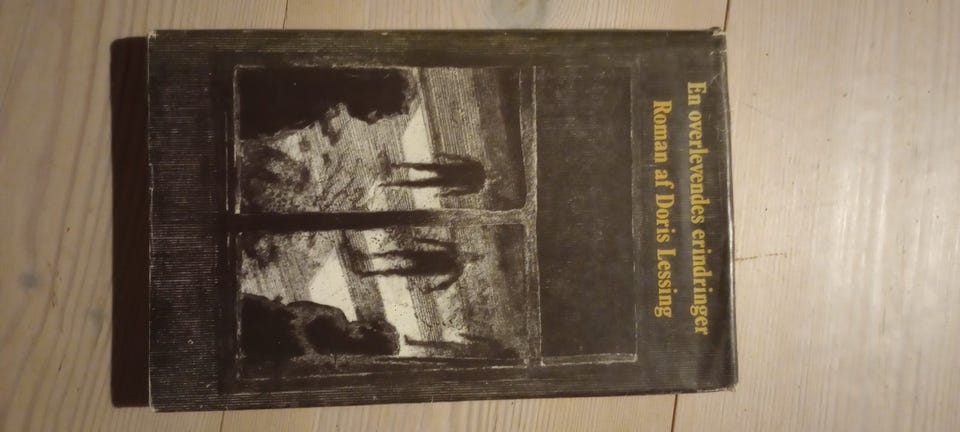 En overlevendes erindringer
Roman af Doris Lessing